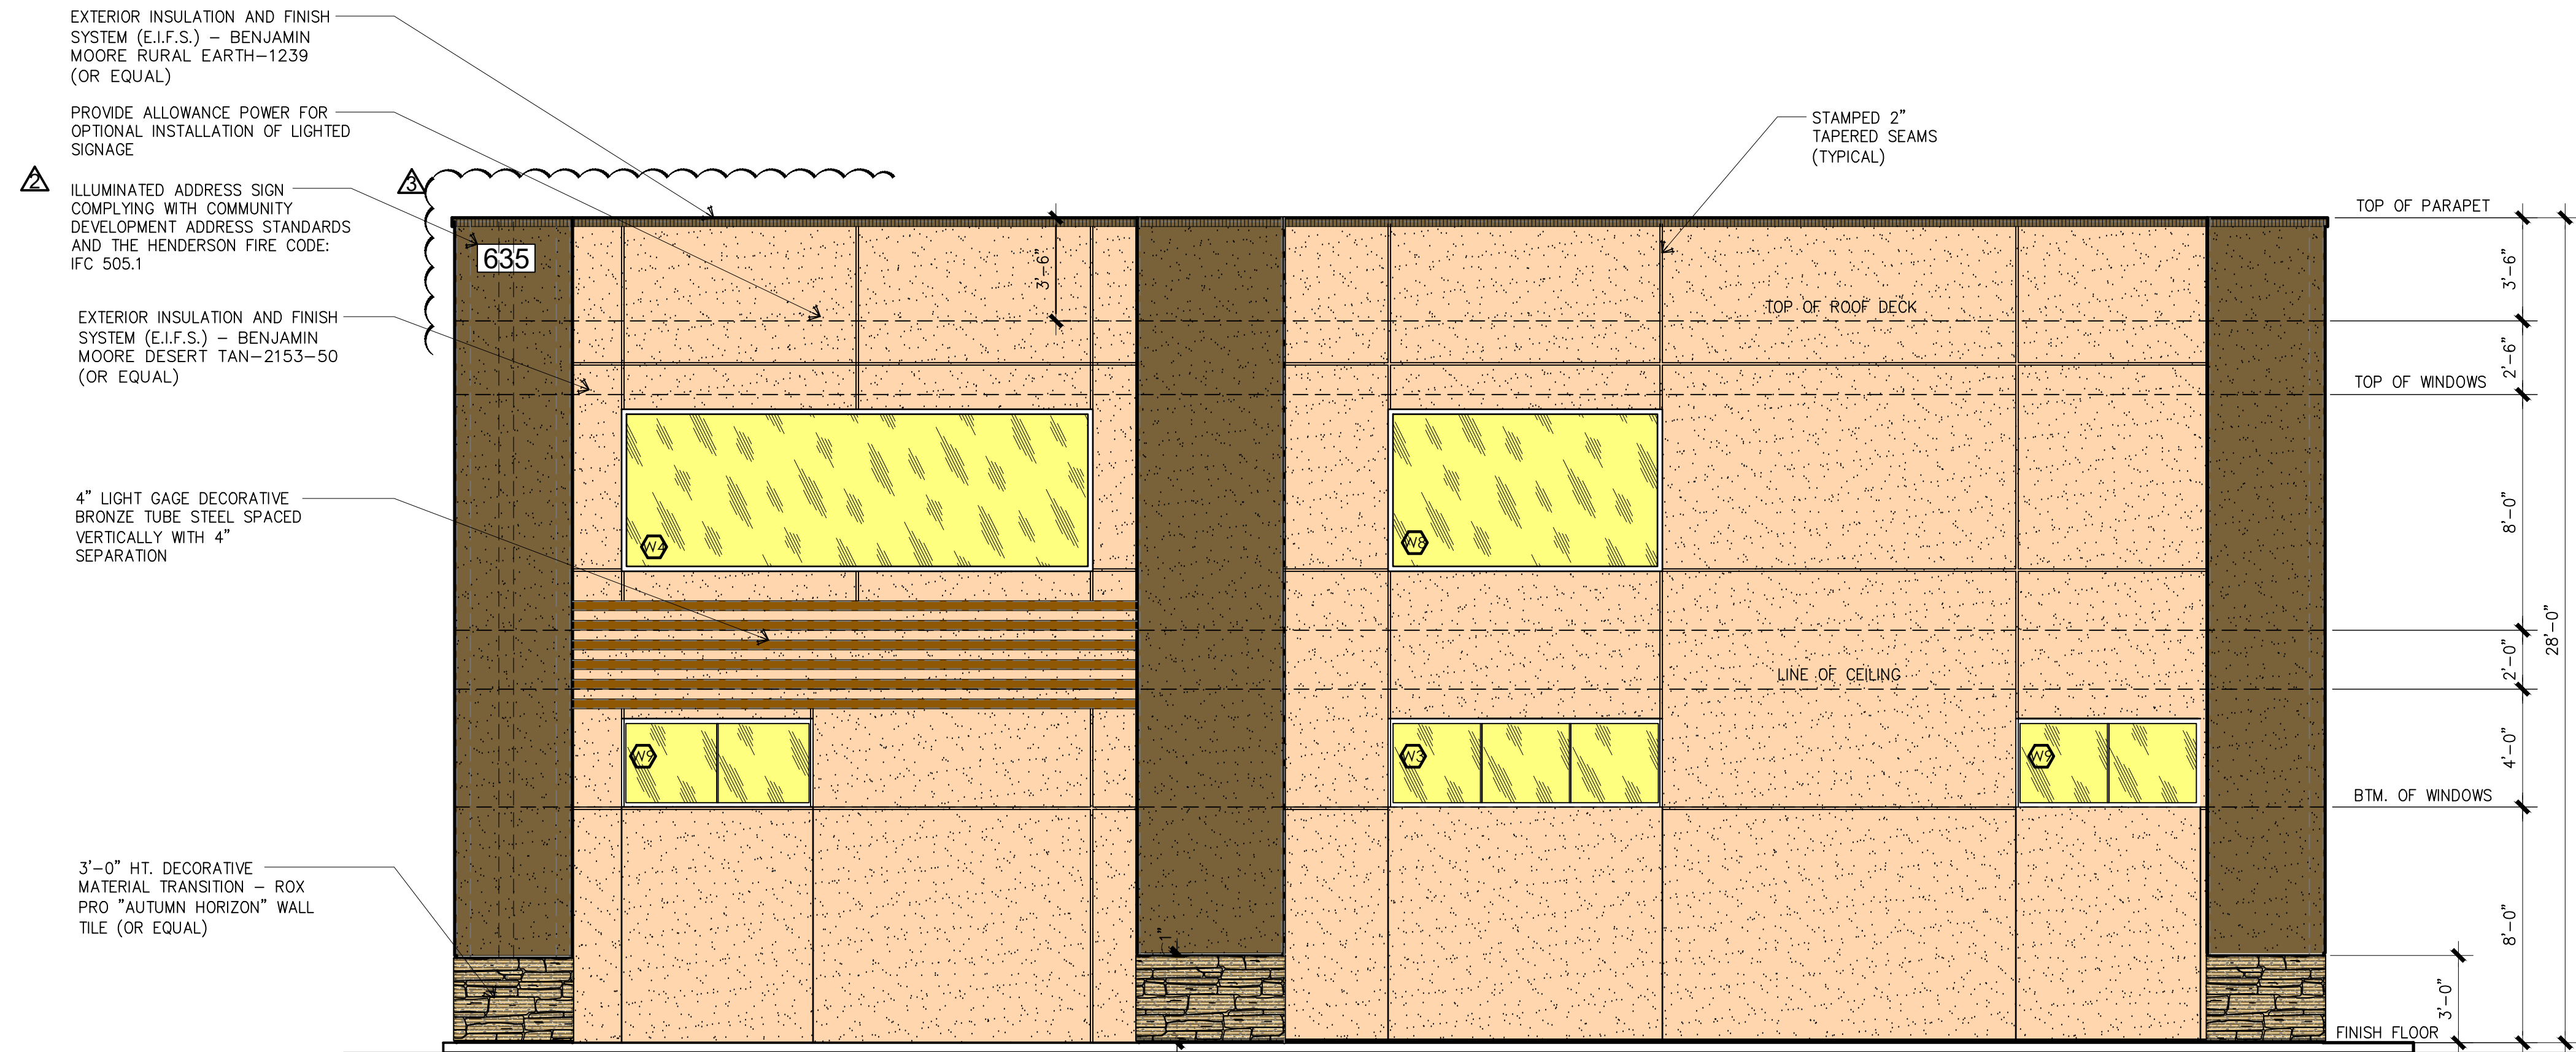 EXTERIOR INSULATION AND FINISH
SYSTEM (E.I.F.S.) – BENJAMIN
MOORE RURAL EARTH–1239
(OR EQUAL)
PROVIDE ALLOWANCE POWER FOR
OPTIONAL INSTALLATION OF LIGHTED
SIGNAGE
2
ILLUMINATED ADDRESS SIGN
COMPLYING WITH COMMUNITY
DEVELOPMENT ADDRESS STANDARDS
AND THE HENDERSON FIRE CODE:
IFC 505.1
3
EXTERIOR INSULATION AND FINISH
SYSTEM (E.I.F.S.) – BENJAMIN
MOORE DESERT TAN–2153–50
(OR EQUAL)
4" LIGHT GAGE DECORATIVE
BRONZE TUBE STEEL SPACED
VERTICALLY WITH 4"
SEPARATION
3'–0" HT. DECORATIVE
MATERIAL TRANSITION – ROX
PRO "AUTUMN HORIZON" WALL
TILE (OR EQUAL)
635
3'–6"
STAMPED 2"
TAPERED SEAMS
(TYPICAL)
TOP OF ROOF DECK
W4
W8
LINE OF CEILING
W9
W3
W9
TOP OF PARAPET
3'–6"
2'–6"
TOP OF WINDOWS
8'–0"
28'–0"
2'–0"
4'–0"
BTM. OF WINDOWS
8'–0"
3'–0"
FINISH FLOOR